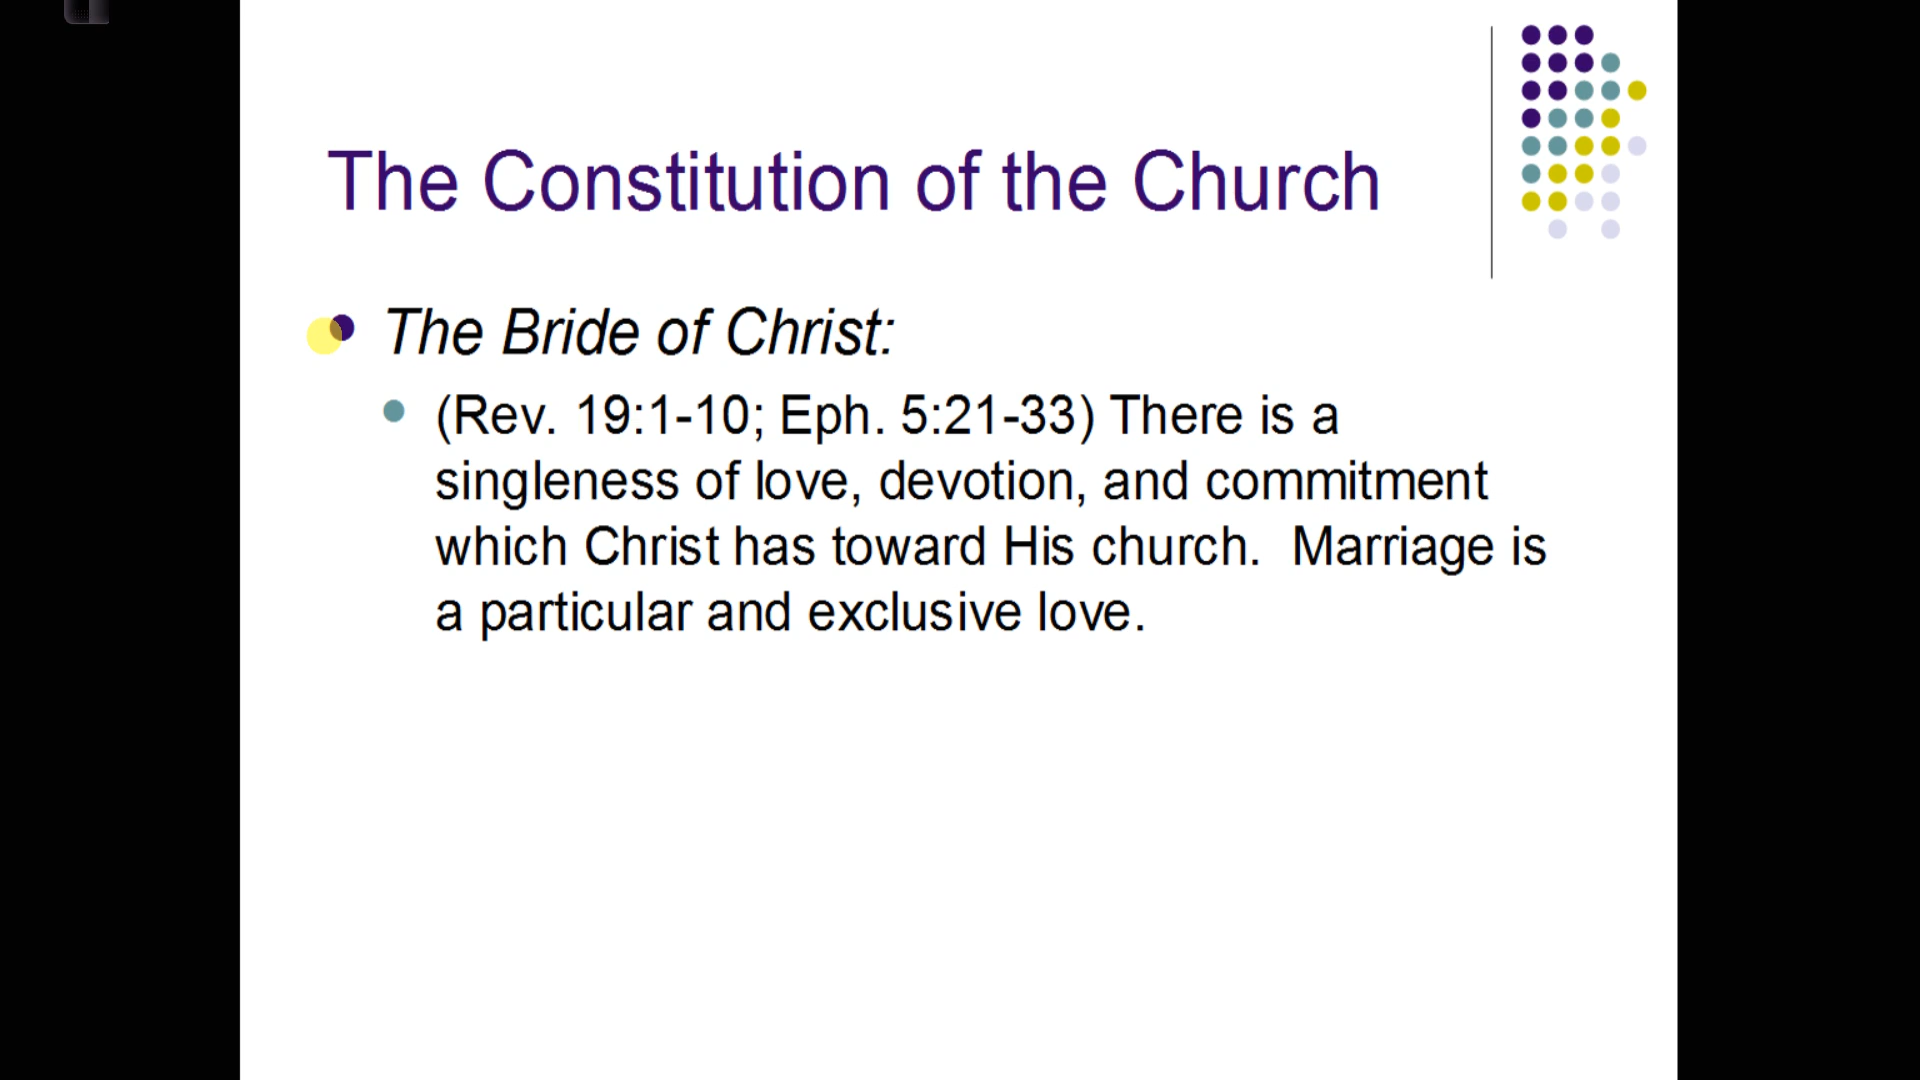 The Constitution of the Church
The Bride of Christ:
(Rev. 19:1-10; Eph. 5:21-33) There is a
singleness of love, devotion, and commitment
which Christ has toward His church.  Marriage is
a particular and exclusive love.